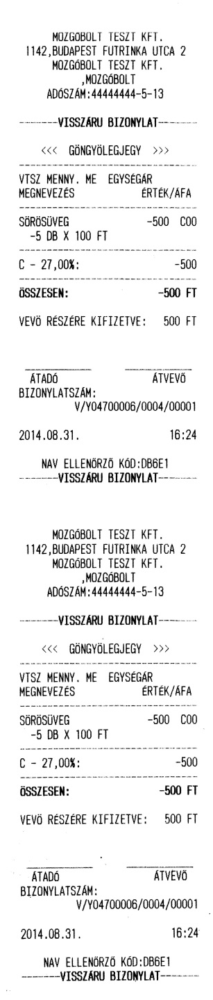 MOZGÓBOLT TESZT KFT.
1142,BUDAPEST FUTRINKA UTCA 2
MOZGÓBOLT TESZT KFT.
,MOZGÓBOLT
ADÓSZÁM:44444444-5-13
--------VISSZÁRU BIZONYLAT--------
<<< GÖNGYÖLEGJEGY >>>
VTSZ MENNY. ME EGYSÉGÁR
MEGNEVEZÉS ÉRTÉK/ÁFA
SÖRÖSÜVEG -500 C00
-5 DB X 100 FT
C - 27,00%: -500
ÖSSZESEN: -500 FT
VEVÖ RÉSZÉRE KIFIZETVE: 500 FT
ÁTADÓ ÁTVEVŐ
BIZONYLATSZÁM:
V/Y04700006/0004/00001
2014.08.31. 16:24
NAV ELLENŐRZŐ KÓD:DB6E1
--------VISSZÁRU BIZONYLAT--------
MOZGÓBOLT TESZT KFT.
1142,BUDAPEST FUTRINKA UTCA 2
MOZGÓBOLT TESZT KFT.
,MOZGÓBOLT
ADÓSZÁM:44444444-5-13
--------VISSZÁRU BIZONYLAT--------
<<< GÖNGYÖLEGJEGY >>>
VTSZ MENNY. ME EGYSÉGÁR
MEGNEVEZÉS ÉRTÉK/ÁFA
SÖRÖSÜVEG -500 C00
-5 DB X 100 FT
C - 27,00%: -500
ÖSSZESEN: -500 FT
VEVÖ RÉSZÉRE KIFIZETVE: 500 FT
ÁTADÓ ÁTVEVŐ
BIZONYLATSZÁM:
V/Y04700006/0004/00001
2014.08.31. 16:24
NAV ELLENŐRZŐ KÓD:DB6E1
--------VISSZÁRU BIZONYLAT--------